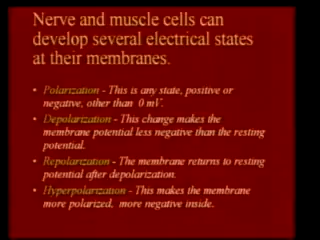 Nerve and muscle cells can
develop several electrical states
at their membranes.
• Polarization - This is any state, positive or
negative, other than 0 mV.
• Depolarization - This change makes the
membrane potential less negative than the resting
potential.
• Repolarization - The membrane returns to resting
potential after depolarization.
• Hyperpolarization - This makes the membrane
more polarized, more negative inside.